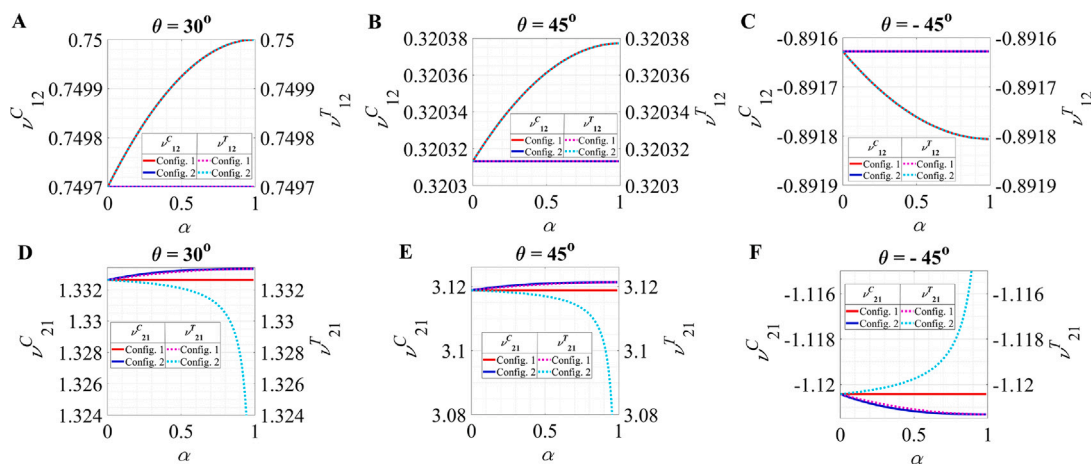 A
θ = 30°
ν^C_12
0.75
0.7499
0.7498
0.7497
0.75
0.7499
0.7498
0.7497
ν^T_12
ν^C_12 ν^T_12
Config. 1 Config. 1
Config. 2 Config. 2
0 0.5 1
α
B
θ = 45°
ν^C_12
0.32038
0.32036
0.32034
0.32032
0.3203
0.32038
0.32036
0.32034
0.32032
0.3203
ν^T_12
ν^C_12 ν^T_12
Config. 1 Config. 1
Config. 2 Config. 2
0 0.5 1
α
C
θ = - 45°
ν^C_12
-0.8916
-0.8917
-0.8918
-0.8919
-0.8916
-0.8917
-0.8918
-0.8919
ν^T_12
ν^C_12 ν^T_12
Config. 1 Config. 1
Config. 2 Config. 2
0 0.5 1
α
D
θ = 30°
ν^C_21
1.332
1.33
1.328
1.326
1.324
1.332
1.33
1.328
1.326
1.324
ν^T_21
ν^C_21 ν^T_21
Config. 1 Config. 1
Config. 2 Config. 2
0 0.5 1
α
E
θ = 45°
ν^C_21
3.12
3.1
3.08
3.12
3.1
3.08
ν^T_21
ν^C_21 ν^T_21
Config. 1 Config. 1
Config. 2 Config. 2
0 0.5 1
α
F
θ = - 45°
ν^C_21
-1.116
-1.118
-1.12
-1.116
-1.118
-1.12
ν^T_21
ν^C_21 ν^T_21
Config. 1 Config. 1
Config. 2 Config. 2
0 0.5 1
α